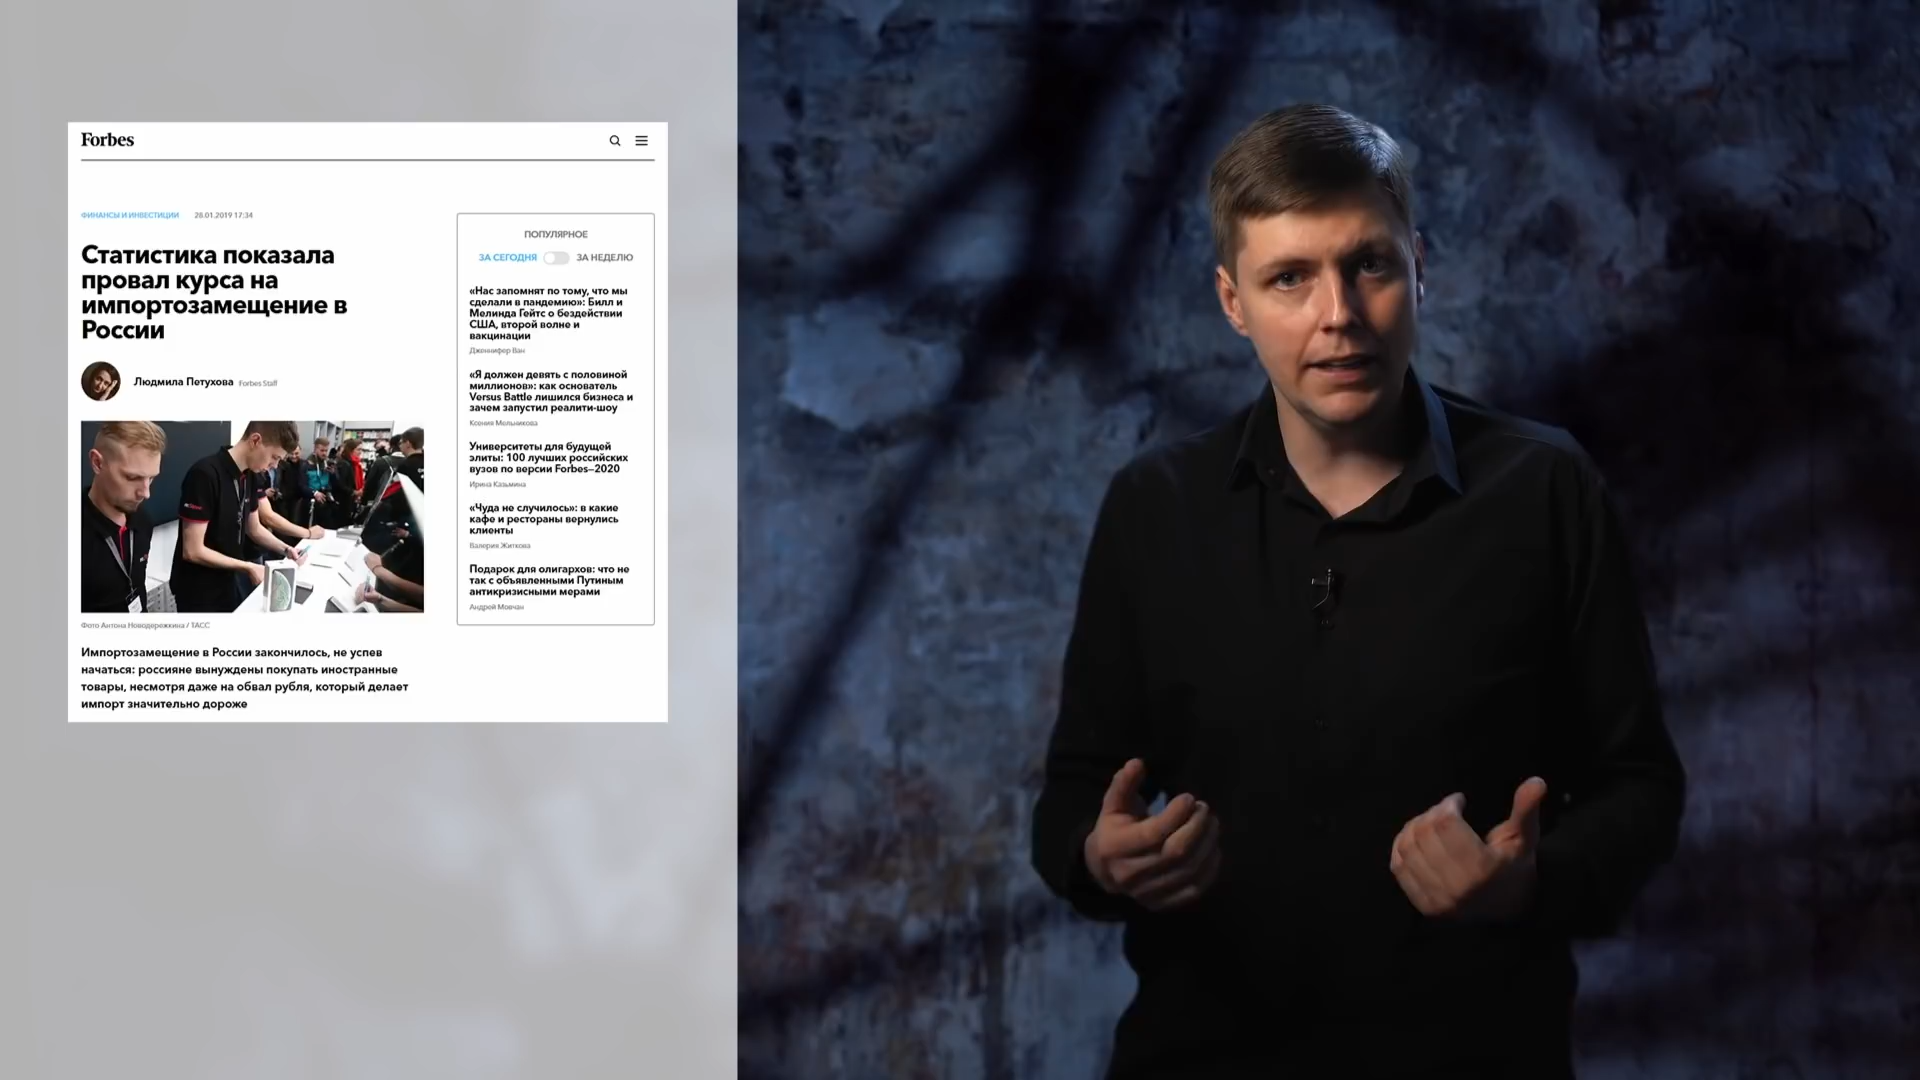 Forbes
ФИНАНСЫ И ИНВЕСТИЦИИ 28.01.2019 17:34
Статистика показала
провал курса на
импортозамещение в
России
Людмила Петухова Forbes Staff
Фото Антона Новодережкина / ТАСС
Импортозамещение в России закончилось, не успев
начаться: россияне вынуждены покупать иностранные
товары, несмотря даже на обвал рубля, который делает
импорт значительно дороже
ПОПУЛЯРНОЕ
ЗА СЕГОДНЯ ЗА НЕДЕЛЮ
«Нас запомнят по тому, что мы
сделали в пандемию»: Билл и
Мелинда Гейтс о бездействии
США, второй волне и
вакцинации
Дженнифер Ван
«Я должен девять с половиной
миллионов»: как основатель
Versus Battle лишился бизнеса и
зачем запустил реалити-шоу
Ксения Мельникова
Университеты для будущей
элиты: 100 лучших российских
вузов по версии Forbes—2020
Ирина Казьмина
«Чуда не случилось»: в какие
кафе и рестораны вернулись
клиенты
Валерия Житкова
Подарок для олигархов: что не
так с объявленными Путиным
антикризисными мерами
Андрей Мовчан